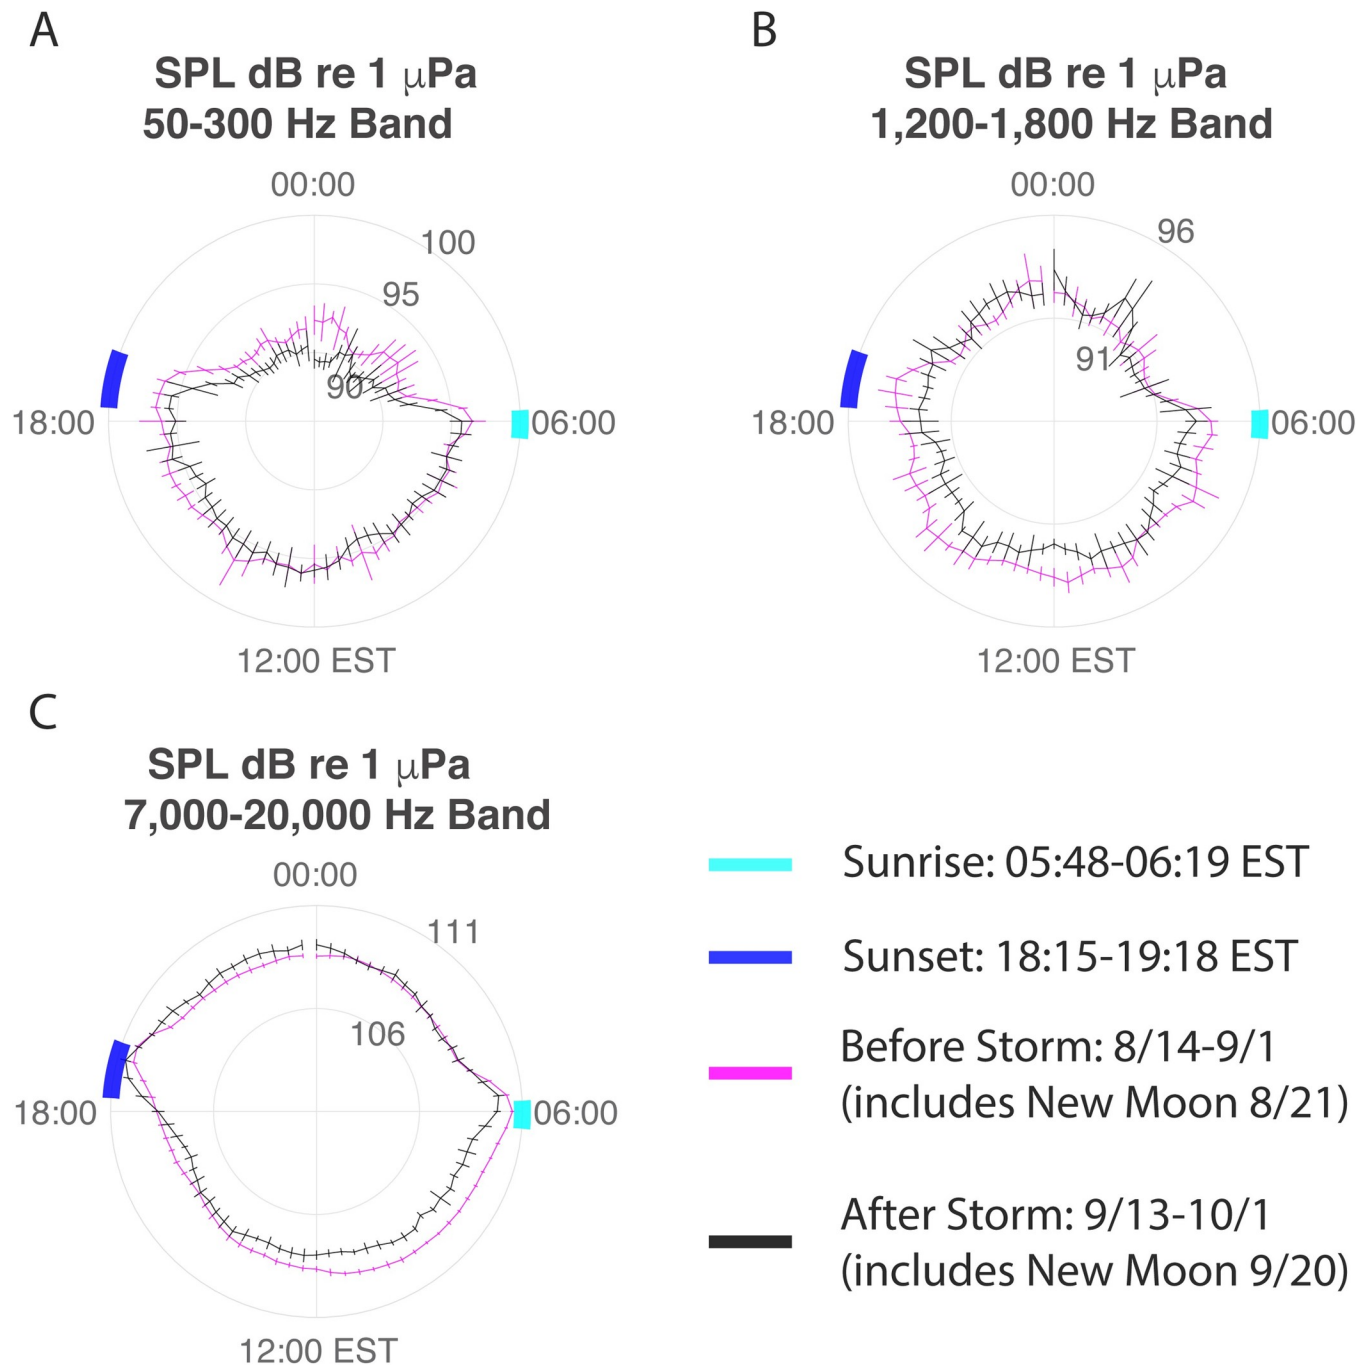 A
SPL dB re 1 μPa
50-300 Hz Band
00:00
100
95
90
18:00
06:00
12:00 EST
B
SPL dB re 1 μPa
1,200-1,800 Hz Band
00:00
96
91
18:00
06:00
12:00 EST
C
SPL dB re 1 μPa
7,000-20,000 Hz Band
00:00
111
106
18:00
06:00
12:00 EST
Sunrise: 05:48-06:19 EST
Sunset: 18:15-19:18 EST
Before Storm: 8/14-9/1
(includes New Moon 8/21)
After Storm: 9/13-10/1
(includes New Moon 9/20)